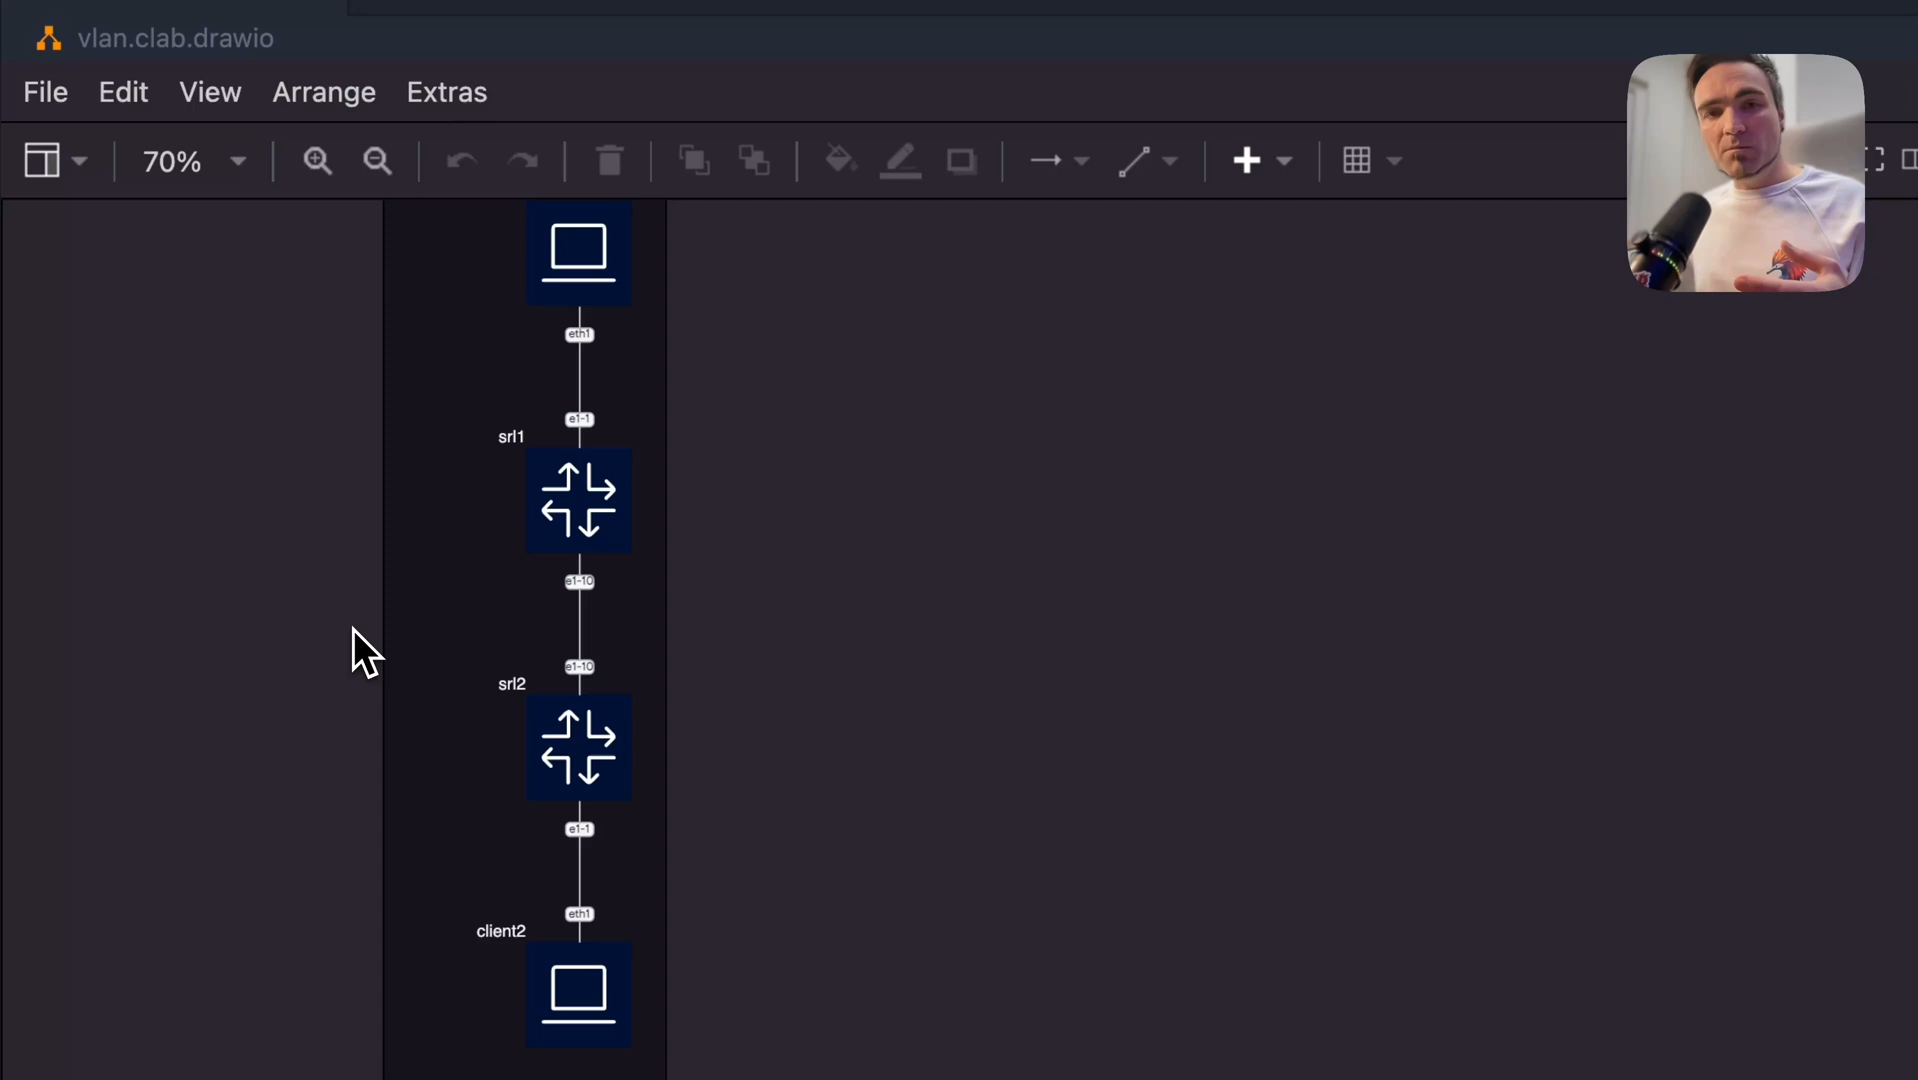 vlan.clab.drawio
File Edit View Arrange Extras
70%
eth1
e1-1
srl1
e1-10
e1-10
srl2
e1-1
eth1
client2